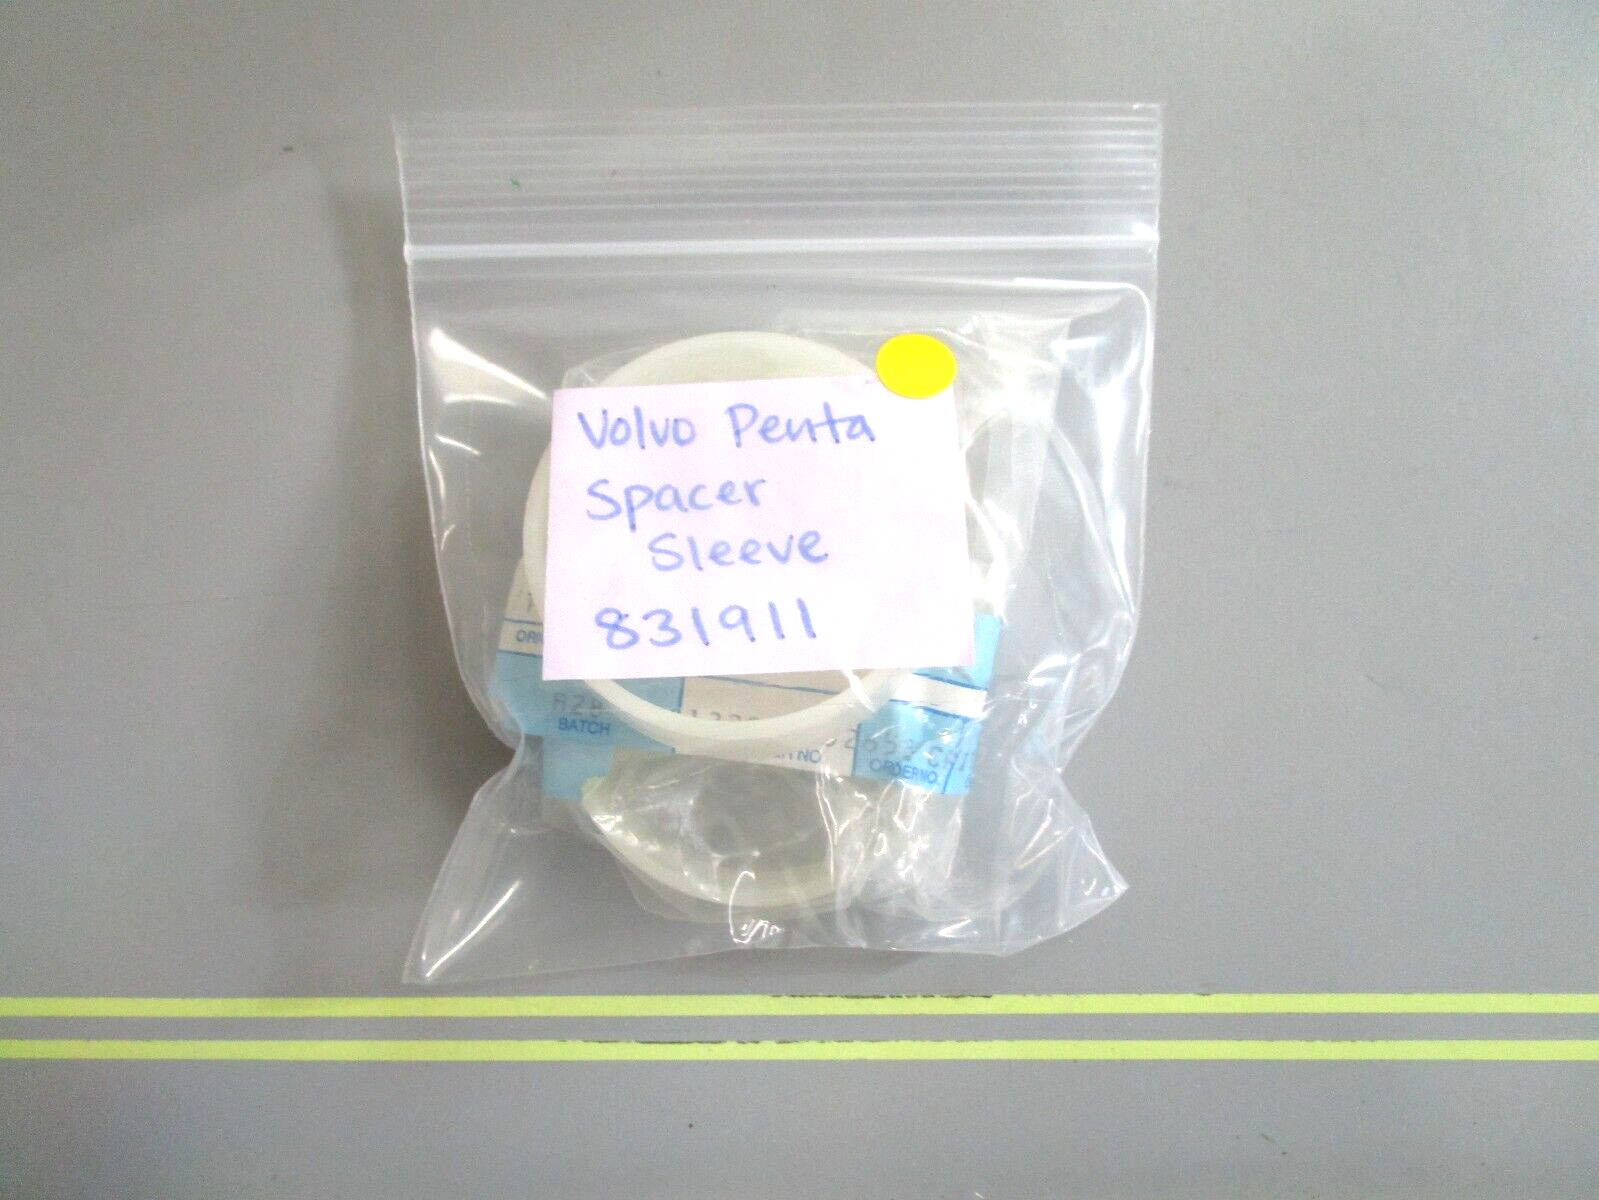 Volvo Penta
Spacer
Sleeve
831911
BATCH
ORDERNO.